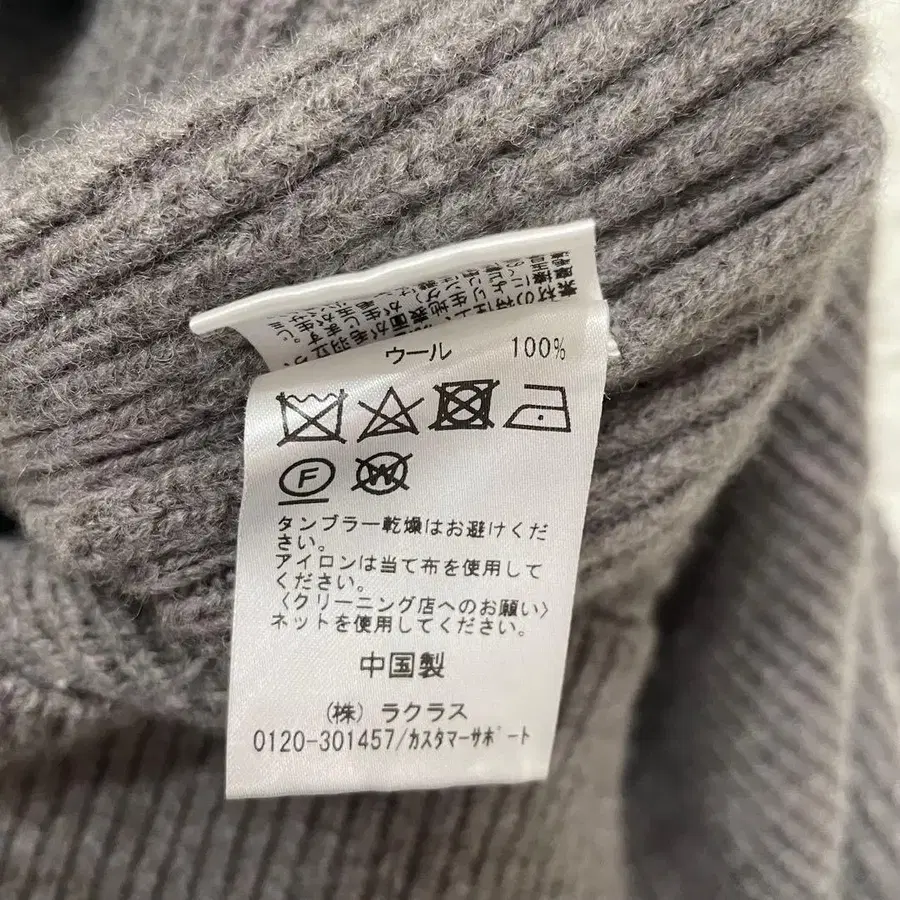 ウール 100%
F
W
タンブラー乾燥はお避けくだ
さい。
アイロンは当て布を使用して
ください。
〈クリーニング店へのお願い〉
ネットを使用してください。
中国製
(株) ラクラス
0120-301457/ｶｽﾀﾏｰｻﾎﾟｰﾄ